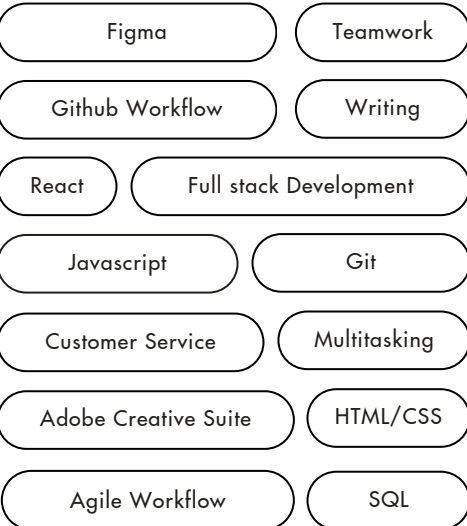 Figma
Teamwork
Github Workflow
Writing
React
Full stack Development
Javascript
Git
Customer Service
Multitasking
Adobe Creative Suite
HTML/CSS
Agile Workflow
SQL